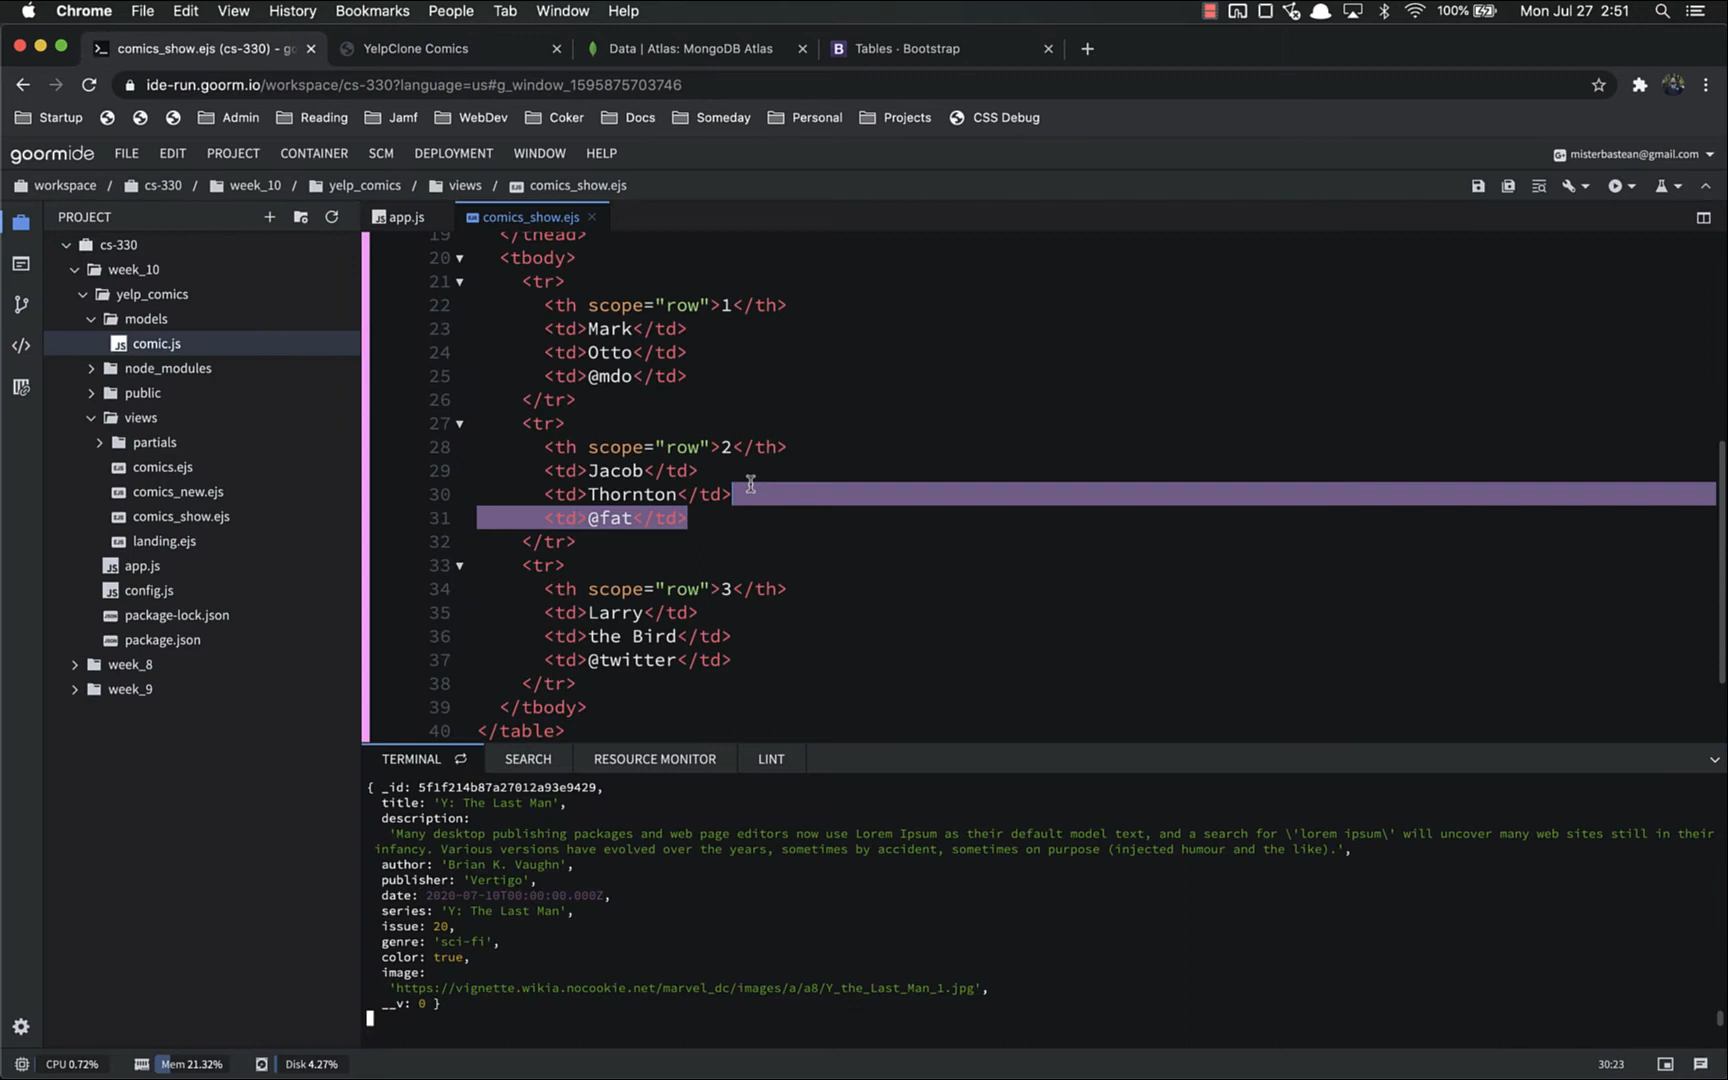 Chrome File Edit View History Bookmarks People Tab Window Help 100% Mon Jul 27 2:51
comics_show.ejs (cs-330) - go YelpClone Comics Data | Atlas: MongoDB Atlas Tables · Bootstrap
ide-run.goorm.io/workspace/cs-330?language=us#g_window_1595875703746
Startup Admin Reading Jamf WebDev Coker Docs Someday Personal Projects CSS Debug
goormide FILE EDIT PROJECT CONTAINER SCM DEPLOYMENT WINDOW HELP misterbastean@gmail.com
workspace / cs-330 / week_10 / yelp_comics / views / comics_show.ejs
PROJECT
cs-330
week_10
yelp_comics
models
comic.js
node_modules
public
views
partials
comics.ejs
comics_new.ejs
comics_show.ejs
landing.ejs
app.js
config.js
package-lock.json
package.json
week_8
week_9
app.js comics_show.ejs
19 </thead>
20 <tbody>
21 <tr>
22 <th scope="row">1</th>
23 <td>Mark</td>
24 <td>Otto</td>
25 <td>@mdo</td>
26 </tr>
27 <tr>
28 <th scope="row">2</th>
29 <td>Jacob</td>
30 <td>Thornton</td>
31 <td>@fat</td>
32 </tr>
33 <tr>
34 <th scope="row">3</th>
35 <td>Larry</td>
36 <td>the Bird</td>
37 <td>@twitter</td>
38 </tr>
39 </tbody>
40 </table>
TERMINAL SEARCH RESOURCE MONITOR LINT
{ _id: 5f1f214b87a27012a93e9429,
title: 'Y: The Last Man',
description:
'Many desktop publishing packages and web page editors now use Lorem Ipsum as their default model text, and a search for \'lorem ipsum\' will uncover many web sites still in their
infancy. Various versions have evolved over the years, sometimes by accident, sometimes on purpose (injected humour and the like).',
author: 'Brian K. Vaughn',
publisher: 'Vertigo',
date: 2020-07-10T00:00:00.000Z,
series: 'Y: The Last Man',
issue: 20,
genre: 'sci-fi',
color: true,
image:
'https://vignette.wikia.nocookie.net/marvel_dc/images/a/a8/Y_the_Last_Man_1.jpg',
__v: 0 }
CPU 0.72% Mem 21.32% Disk 4.27% 30:23